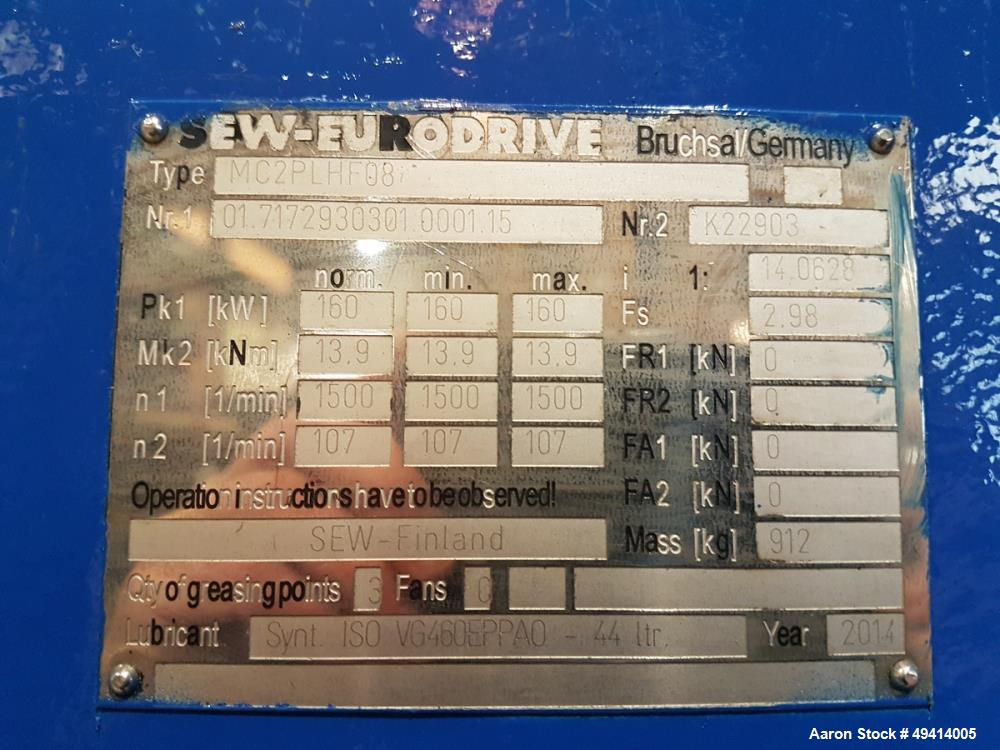 SEW-EURODRIVE Bruchsal/Germany
Type MC2PLHF08
Nr.1 01.7172930301.0001.15 Nr.2 K22903
norm. min. max. i 1: 14.0628
Pk1 [kW] 160 160 160 Fs 2.98
Mk2 [kNm] 13.9 13.9 13.9 FR1 [kN] 0
n1 [1/min] 1500 1500 1500 FR2 [kN] 0
n2 [1/min] 107 107 107 FA1 [kN] 0
Operation instructions have to be observed! FA2 [kN] 0
SEW-Finland Mass [kg] 912
Qty of greasing points 3 Fans 0
Lubricant Synt. ISO VG460EPPAO - 44 ltr. Year 2014
Aaron Stock # 49414005